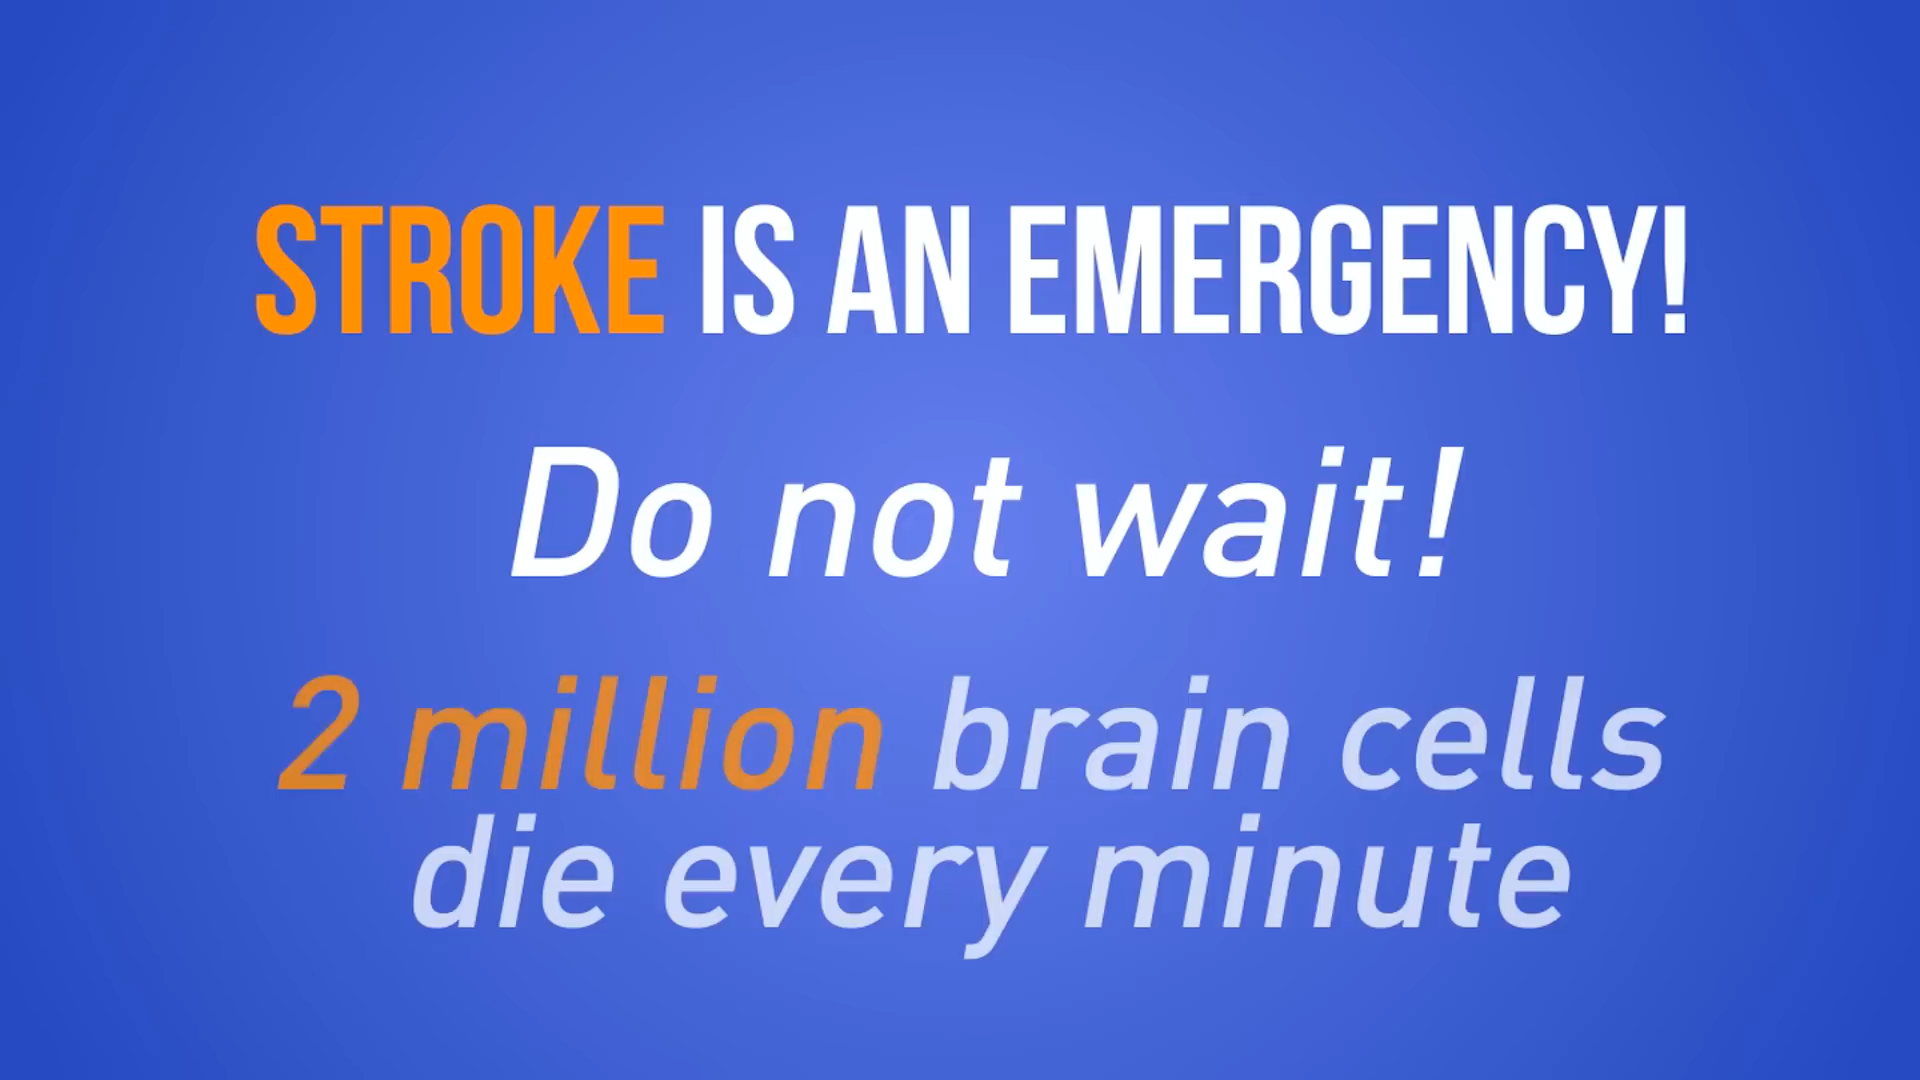 STROKE IS AN EMERGENCY!
Do not wait!
2 million brain cells
die every minute